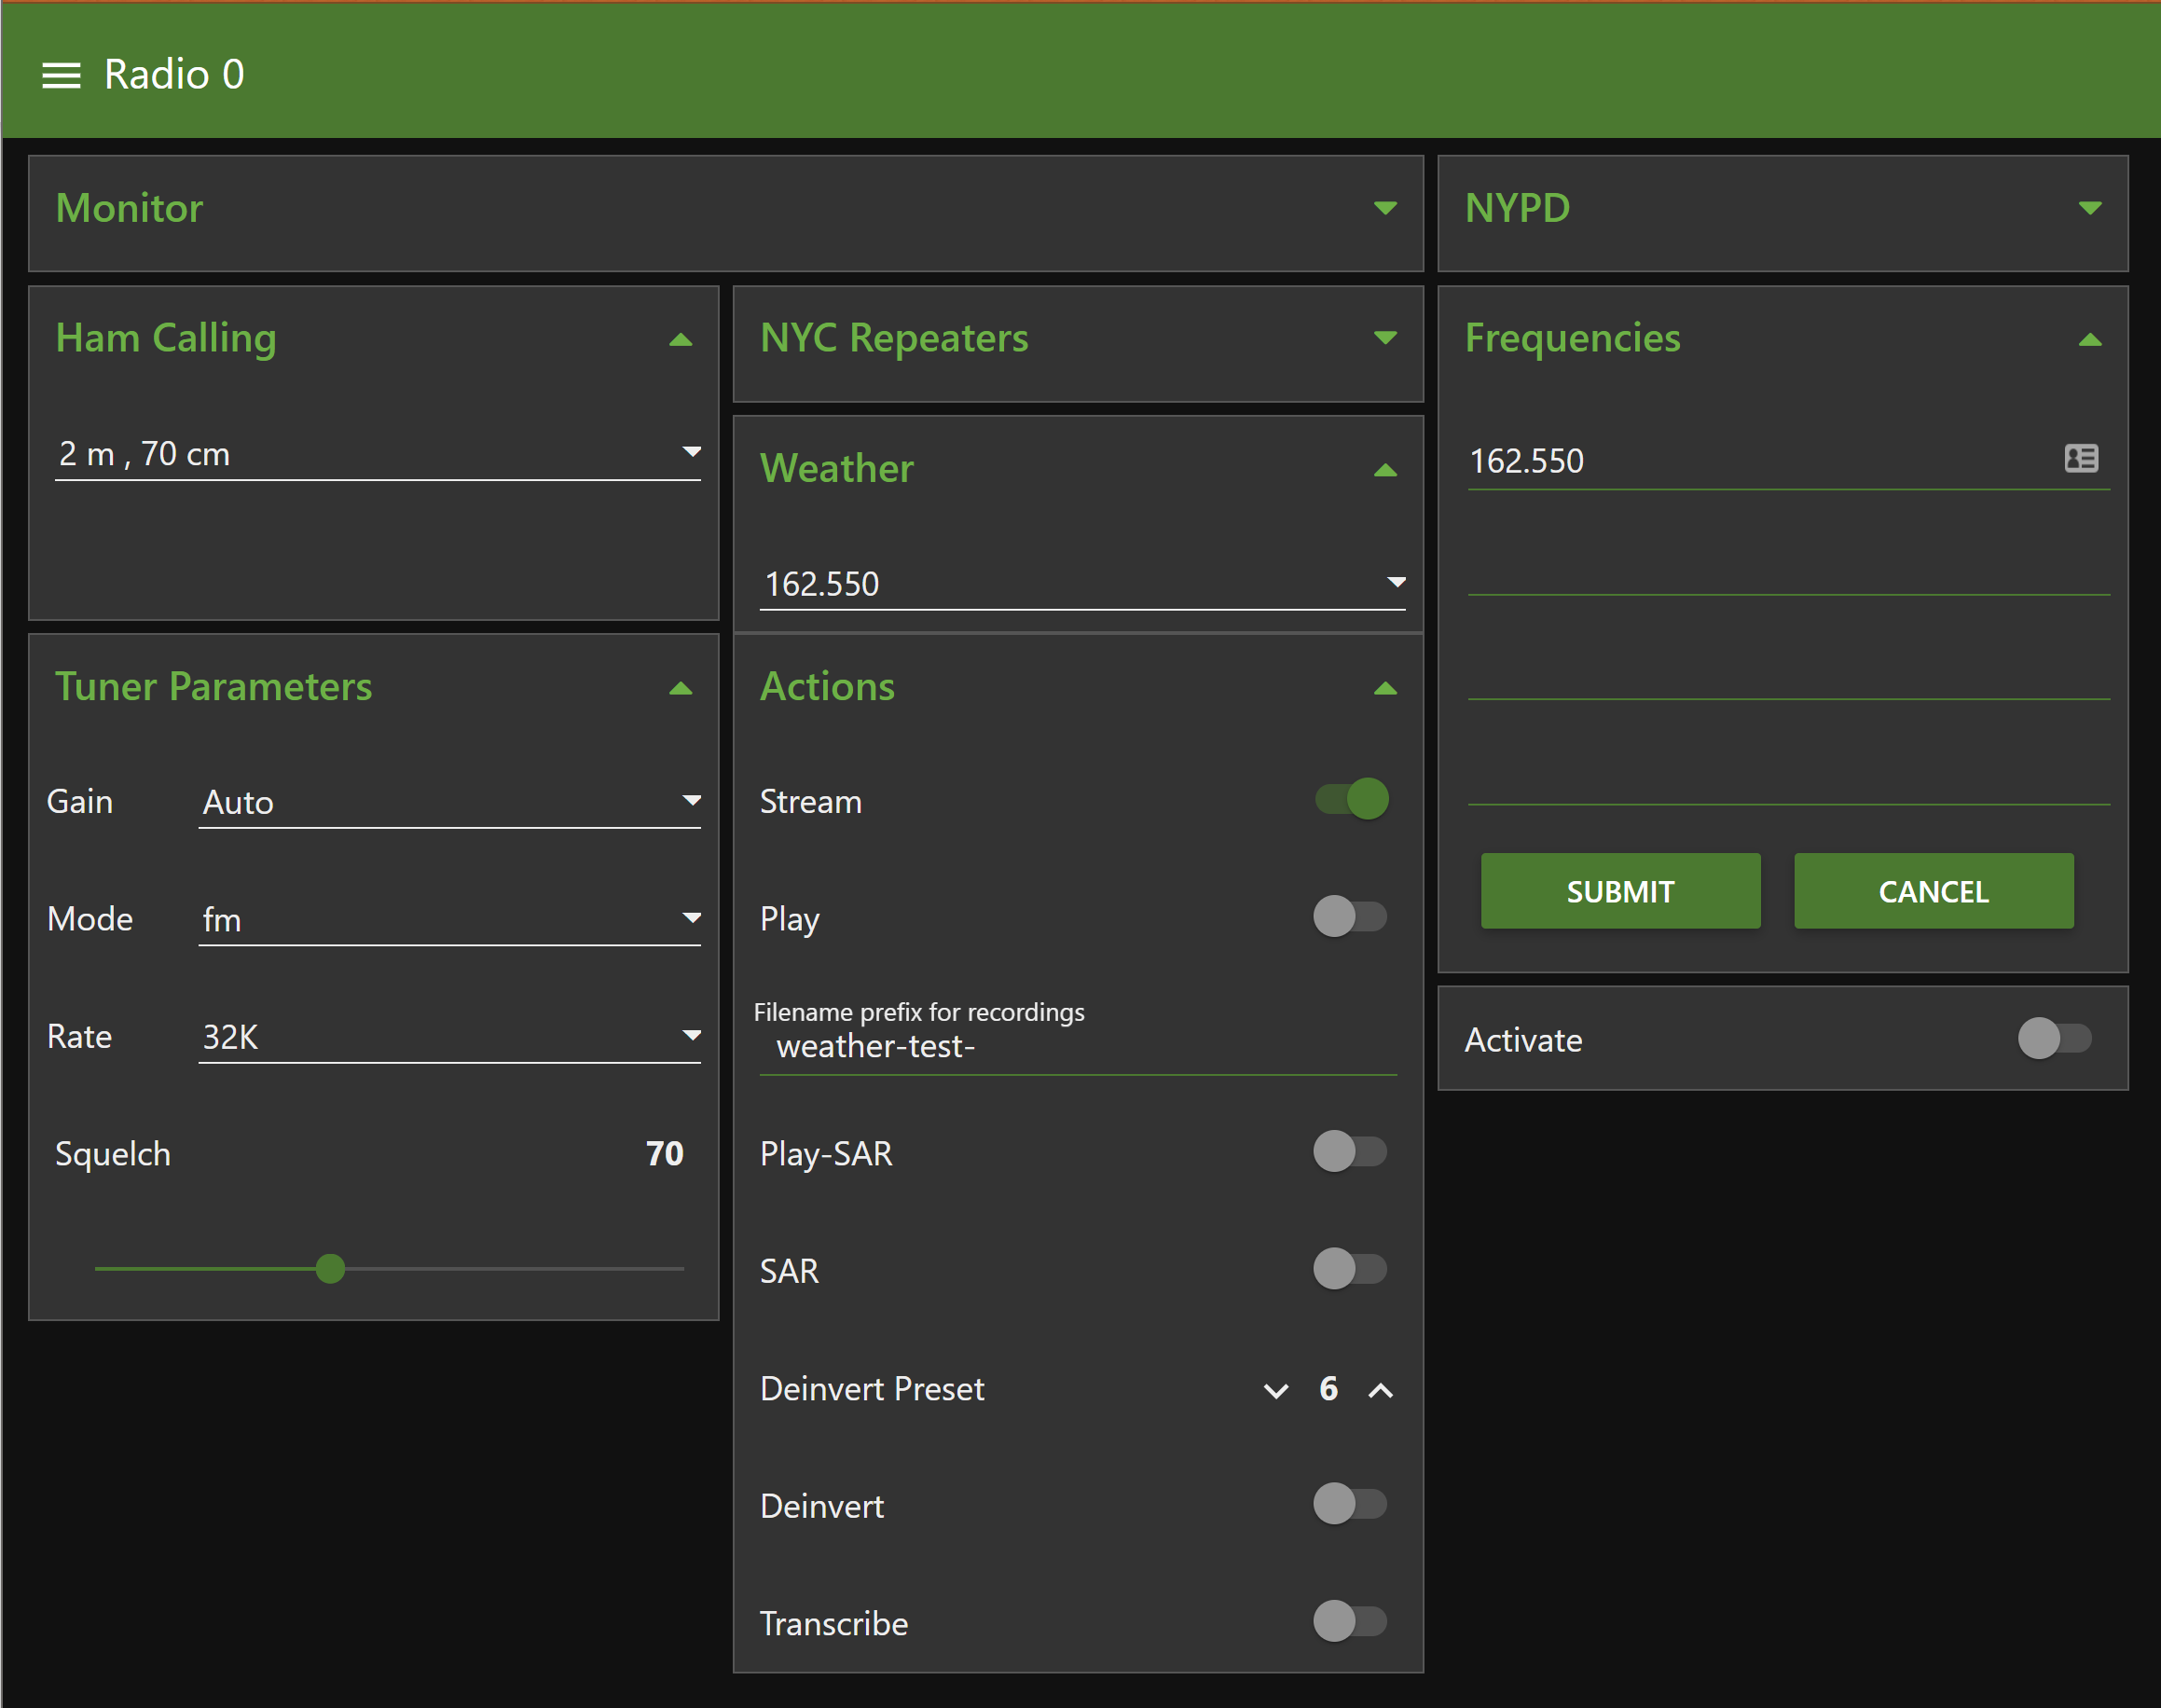 Radio 0
Monitor
NYPD
Ham Calling
2 m , 70 cm
NYC Repeaters
Weather
162.550
Frequencies
162.550
SUBMIT
CANCEL
Activate
Tuner Parameters
Gain
Auto
Mode
fm
Rate
32K
Squelch
70
Actions
Stream
Play
Filename prefix for recordings
weather-test-
Play-SAR
SAR
Deinvert Preset
6
Deinvert
Transcribe